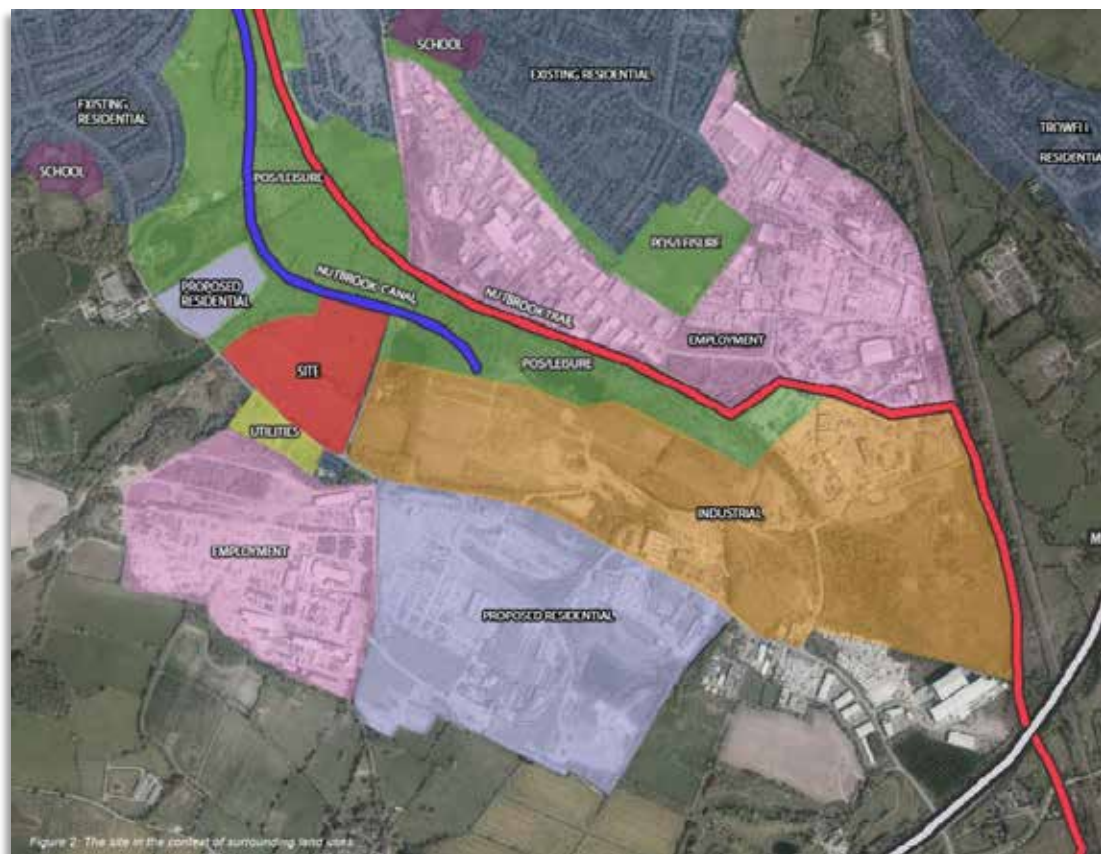 SCHOOL
EXISTING RESIDENTIAL
EXISTING
RESIDENTIAL
TROWELL
RESIDENTIAL
SCHOOL
POS/LEISURE
POS/LEISURE
PROPOSED
RESIDENTIAL
NUTBROOK CANAL
NUTBROOK TRAIL
EMPLOYMENT
SITE
POS/LEISURE
UTILITIES
INDUSTRIAL
M
EMPLOYMENT
PROPOSED RESIDENTIAL
Figure 2: The site in the context of surrounding land uses